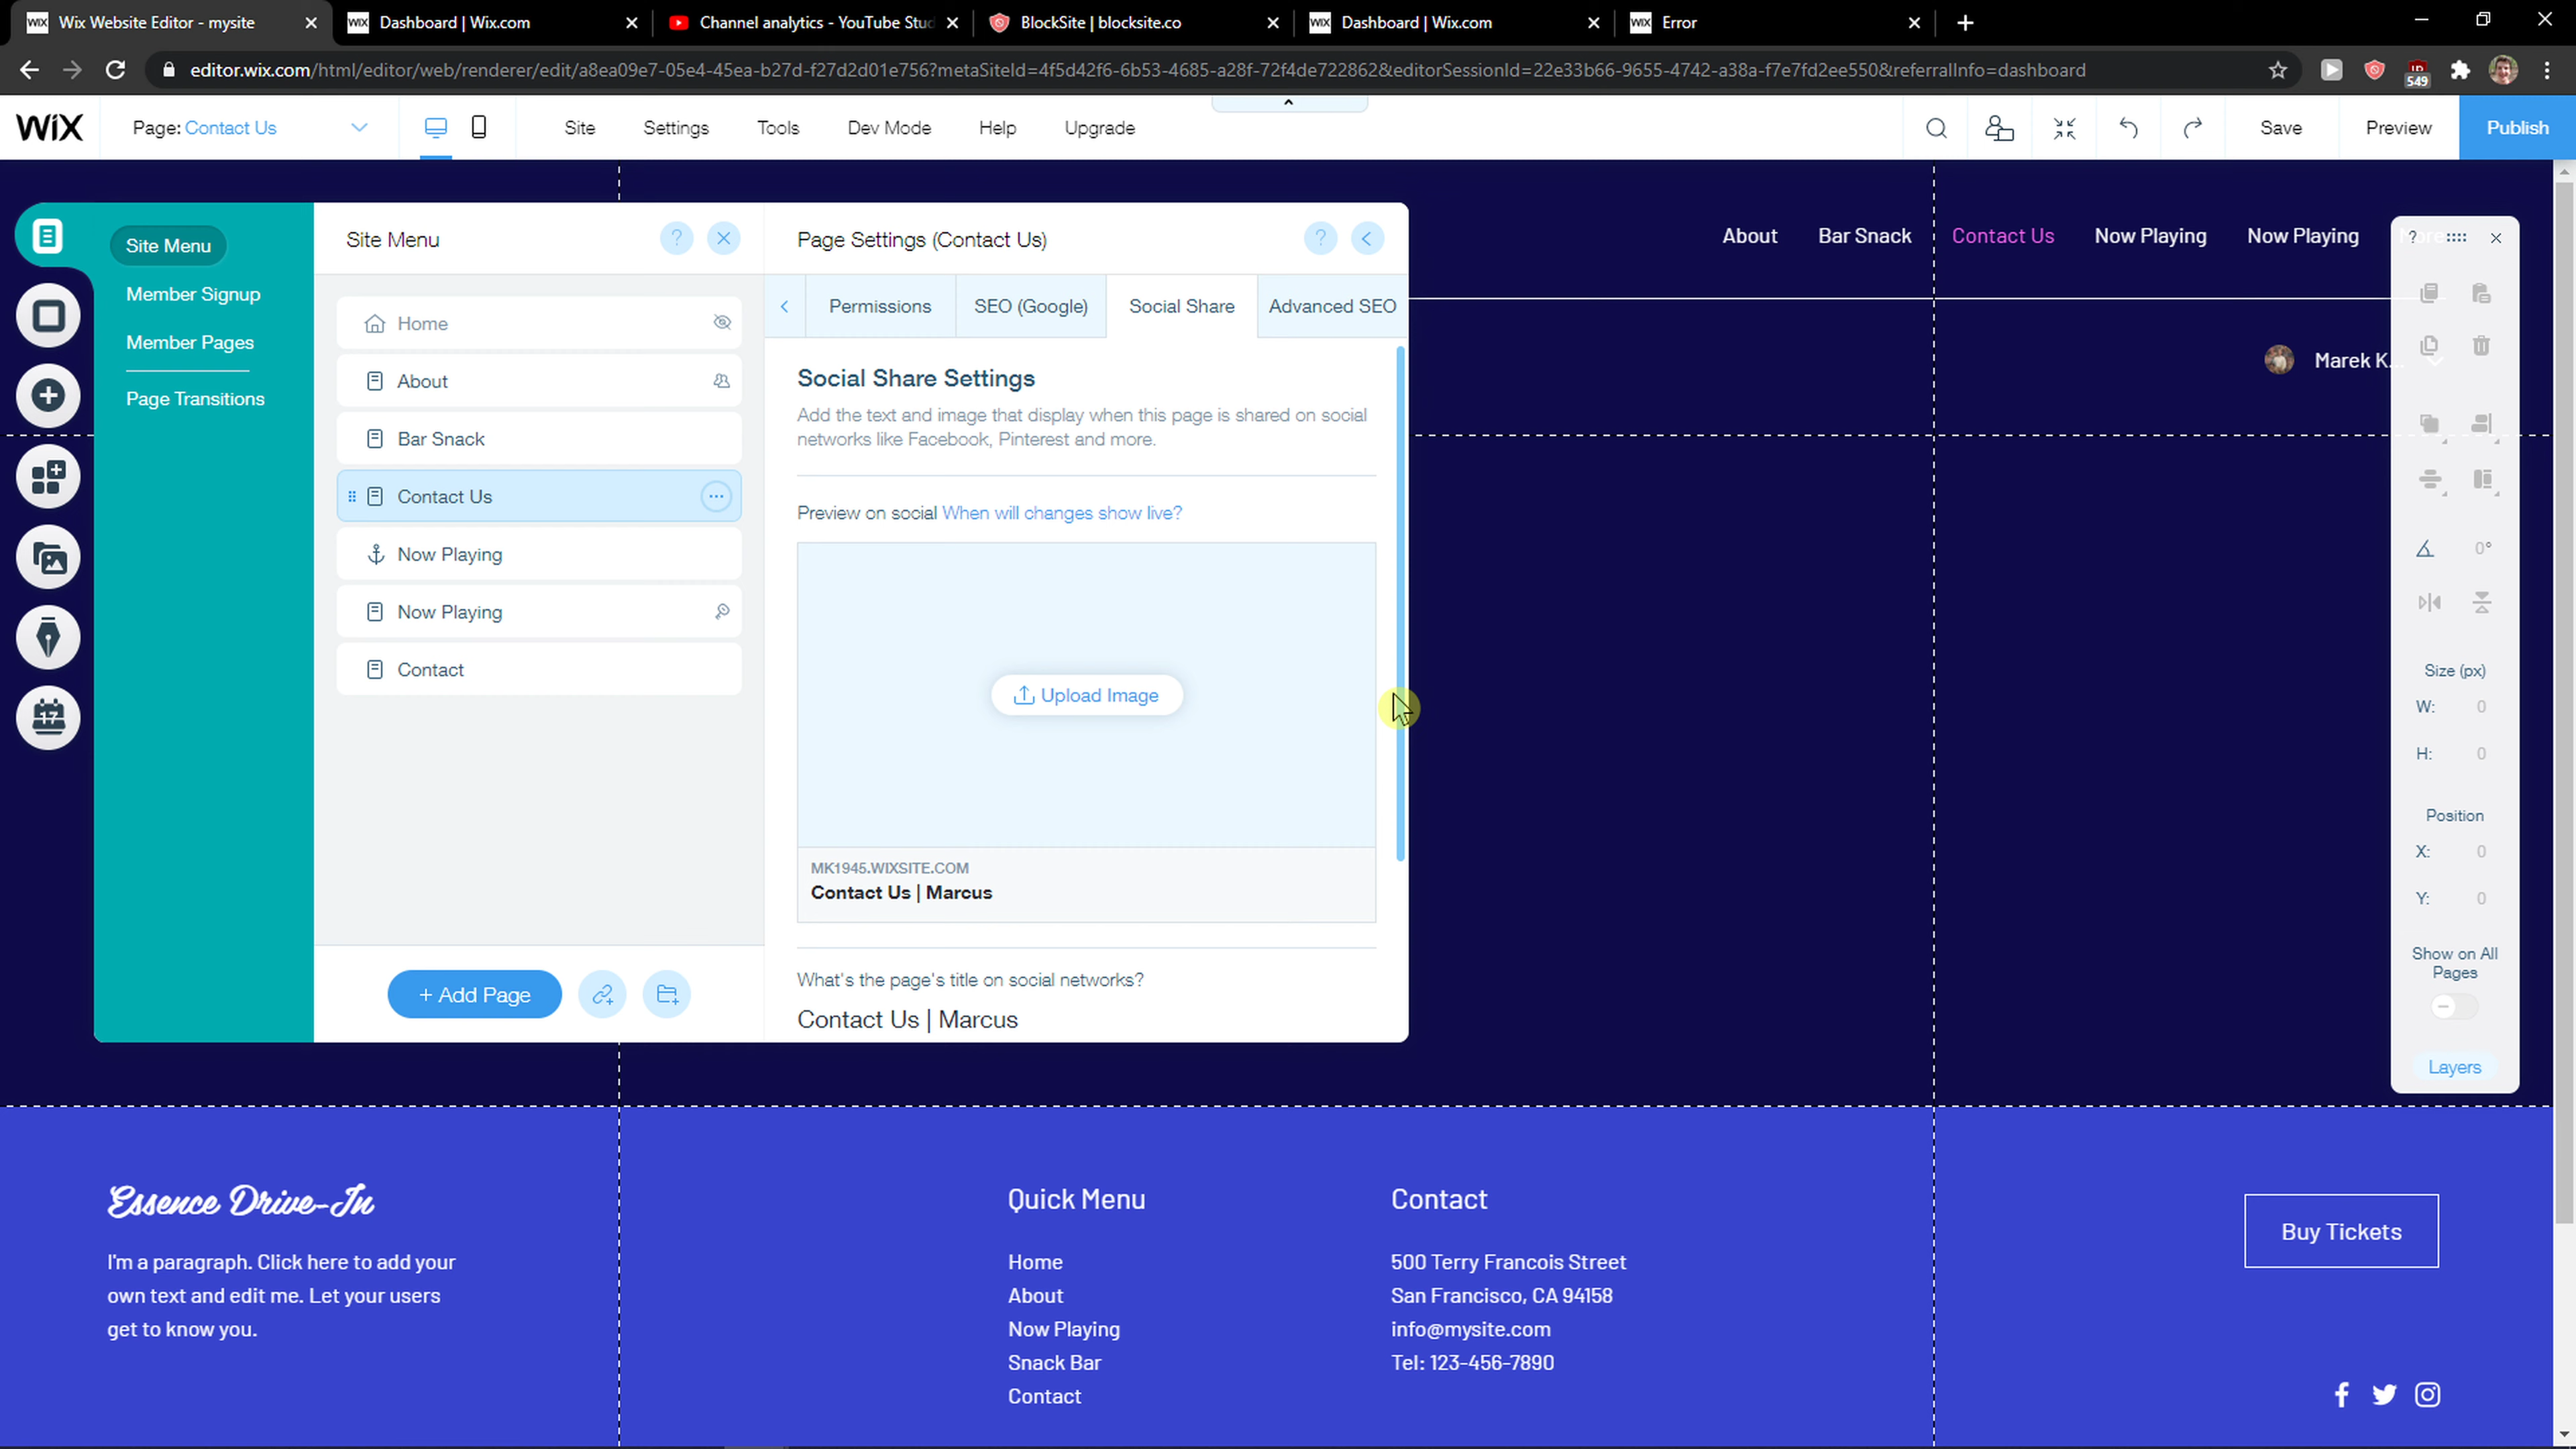 Wix Website Editor - mysite
Dashboard | Wix.com
Channel analytics - YouTube Stud
BlockSite | blocksite.co
Dashboard | Wix.com
Error
editor.wix.com/html/editor/web/renderer/edit/a8ea09e7-05e4-45ea-b27d-f27d2d01e756?metaSiteId=4f5d42f6-6b53-4685-a28f-72f4de722862&editorSessionId=22e33b66-9655-4742-a38a-f7e7fd2ee550&referralInfo=dashboard
549
WiX
Page: Contact Us
Site
Settings
Tools
Dev Mode
Help
Upgrade
Save
Preview
Publish
About
Bar Snack
Contact Us
Now Playing
Now Playing
More
Marek K...
Site Menu
Member Signup
Member Pages
Page Transitions
17
Site Menu
?
Home
About
Bar Snack
Contact Us
Now Playing
Now Playing
Contact
+ Add Page
Page Settings (Contact Us)
?
Permissions
SEO (Google)
Social Share
Advanced SEO
Social Share Settings
Add the text and image that display when this page is shared on social
networks like Facebook, Pinterest and more.
Preview on social When will changes show live?
Upload Image
MK1945.WIXSITE.COM
Contact Us | Marcus
What's the page's title on social networks?
Contact Us | Marcus
?
0°
Size (px)
W: 0
H: 0
Position
X: 0
Y: 0
Show on All
Pages
Layers
Essence Drive-In
I'm a paragraph. Click here to add your
own text and edit me. Let your users
get to know you.
Quick Menu
Home
About
Now Playing
Snack Bar
Contact
Contact
500 Terry Francois Street
San Francisco, CA 94158
info@mysite.com
Tel: 123-456-7890
Buy Tickets